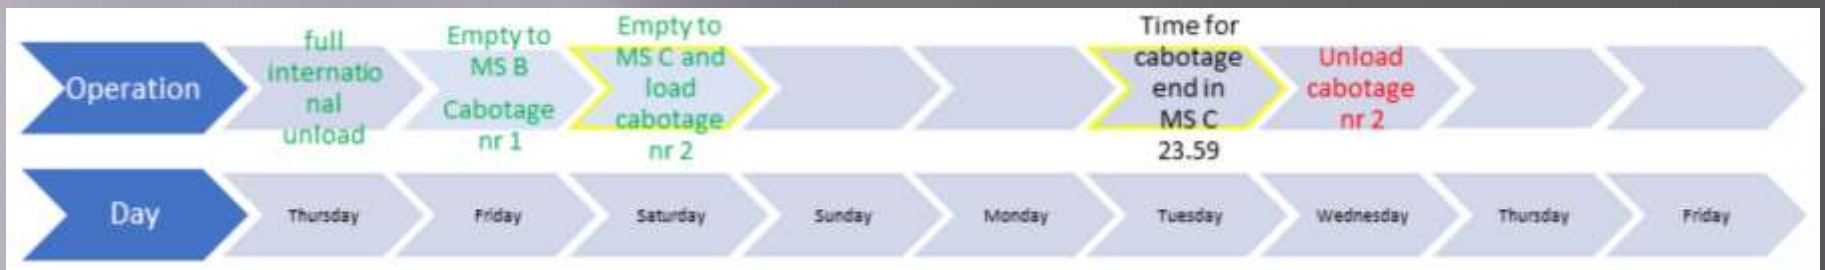 Operation
full
internatio
nal
unload
Empty to
MS B
Cabotage
nr 1
Empty to
MS C and
load
cabotage
nr 2
Time for
cabotage
end in
MS C
23.59
Unload
cabotage
nr 2
Day
Thursday
Friday
Saturday
Sunday
Monday
Tuesday
Wednesday
Thursday
Friday